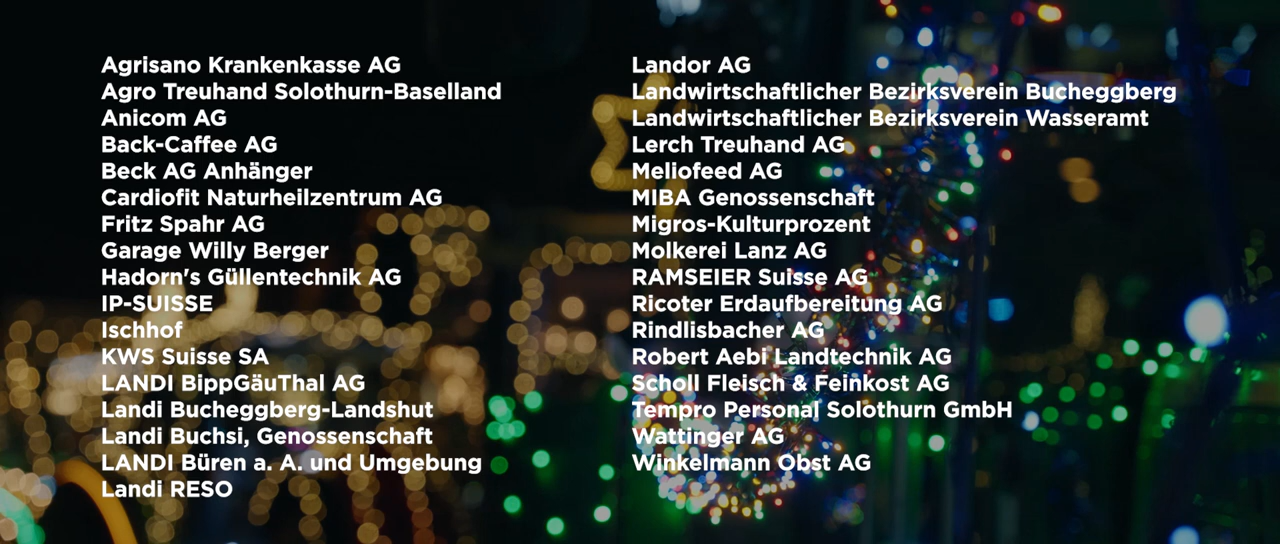 Agrisano Krankenkasse AG
Agro Treuhand Solothurn-Baselland
Anicom AG
Back-Caffee AG
Beck AG Anhänger
Cardiofit Naturheilzentrum AG
Fritz Spahr AG
Garage Willy Berger
Hadorn's Güllentechnik AG
IP-SUISSE
Ischhof
KWS Suisse SA
LANDI BippGäuThal AG
Landi Bucheggberg-Landshut
Landi Buchsi, Genossenschaft
LANDI Büren a. A. und Umgebung
Landi RESO
Landor AG
Landwirtschaftlicher Bezirksverein Bucheggberg
Landwirtschaftlicher Bezirksverein Wasseramt
Lerch Treuhand AG
Meliofeed AG
MIBA Genossenschaft
Migros-Kulturprozent
Molkerei Lanz AG
RAMSEIER Suisse AG
Ricoter Erdaufbereitung AG
Rindlisbacher AG
Robert Aebi Landtechnik AG
Scholl Fleisch & Feinkost AG
Tempro Personal Solothurn GmbH
Wattinger AG
Winkelmann Obst AG